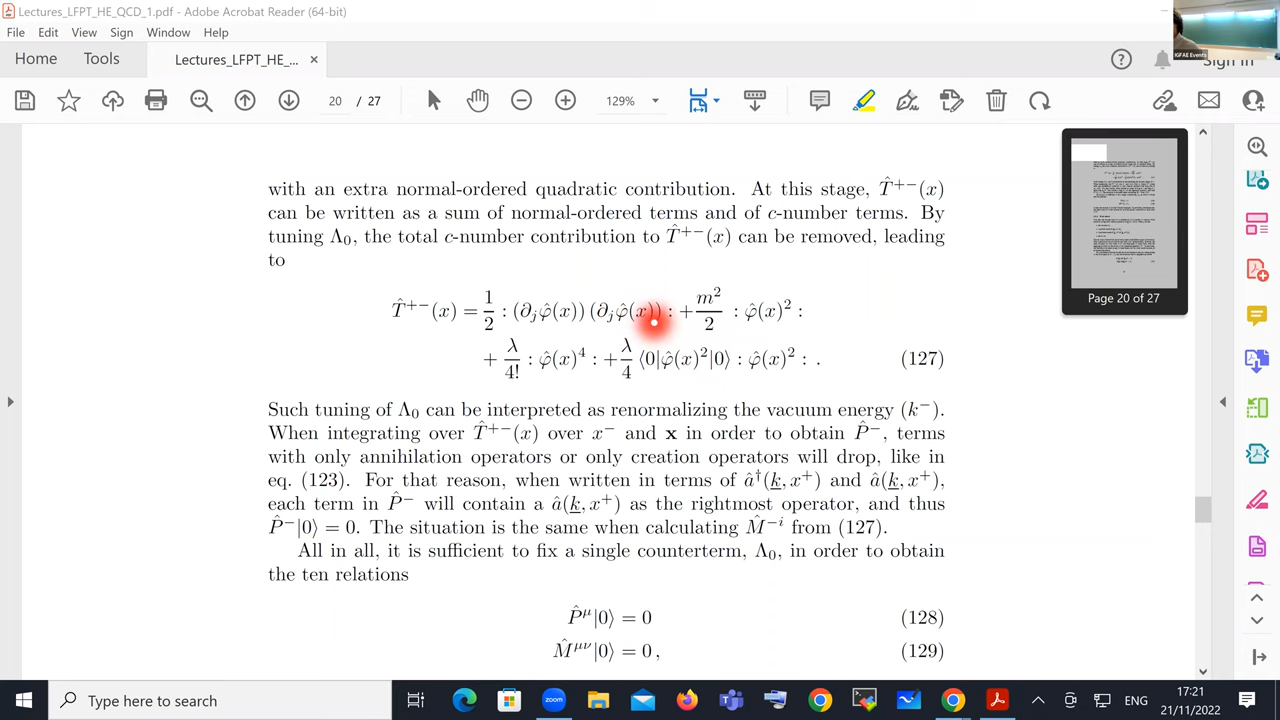 Lectures_LFPT_HE_QCD_1.pdf - Adobe Acrobat Reader (64-bit)
File Edit View Sign Window Help
IGFAE Events
Home Tools Lectures_LFPT_HE_... × Sign In
20 / 27 129%
with an extra normal-ordered quadratic contribution. At this stage, T̂⁺⁻(x)
can be written as a sum of normal-ordered terms and of c-number terms. By
tuning Λ₀, the total c-number contribution to T̂⁺⁻(x) can be removed, leading
to
T̂⁺⁻(x) = 1/2 : (∂ⱼφ̂(x)) (∂ⱼφ̂(x)) : + m²/2 : φ̂(x)² :
+ λ/4! : φ̂(x)⁴ : + λ/4 ⟨0|φ̂(x)²|0⟩ : φ̂(x)² : . (127)
Such tuning of Λ₀ can be interpreted as renormalizing the vacuum energy (k⁻).
When integrating over T̂⁺⁻(x) over x⁻ and x in order to obtain P̂⁻, terms
with only annihilation operators or only creation operators will drop, like in
eq. (123). For that reason, when written in terms of â†(k, x⁺) and â(k, x⁺),
each term in P̂⁻ will contain a â(k, x⁺) as the rightmost operator, and thus
P̂⁻|0⟩ = 0. The situation is the same when calculating M̂⁻ⁱ from (127).
All in all, it is sufficient to fix a single counterterm, Λ₀, in order to obtain
the ten relations
P̂^μ|0⟩ = 0 (128)
M̂^μν|0⟩ = 0 , (129)
Page 20 of 27
Type here to search
zoom
ENG
17:21
21/11/2022